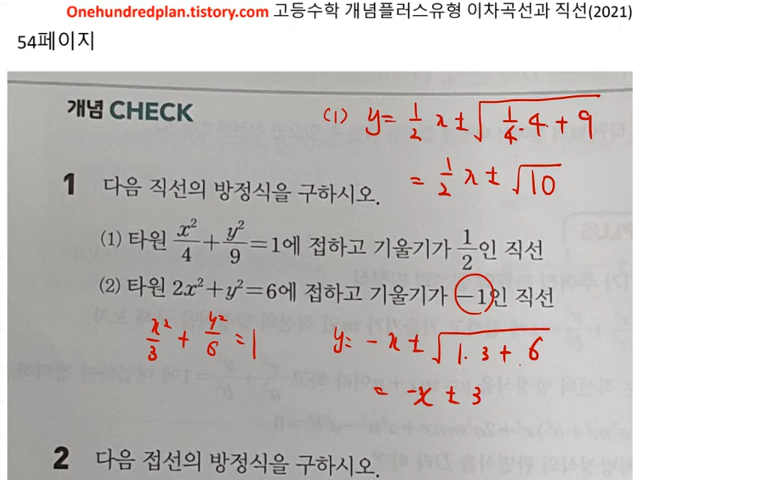 Onehundredplan.tistory.com 고등수학 개념플러스유형 이차곡선과 직선(2021)
54페이지
개념 CHECK
(1) y = 1/2 x ± √(1/4 · 4 + 9)
= 1/2 x ± √10
1 다음 직선의 방정식을 구하시오.
(1) 타원 x²/4 + y²/9 = 1에 접하고 기울기가 1/2인 직선
(2) 타원 2x² + y² = 6에 접하고 기울기가 -1인 직선
x²/3 + y²/6 = 1
y = - x ± √(1 · 3 + 6)
= -x ± 3
2 다음 접선의 방정식을 구하시오.